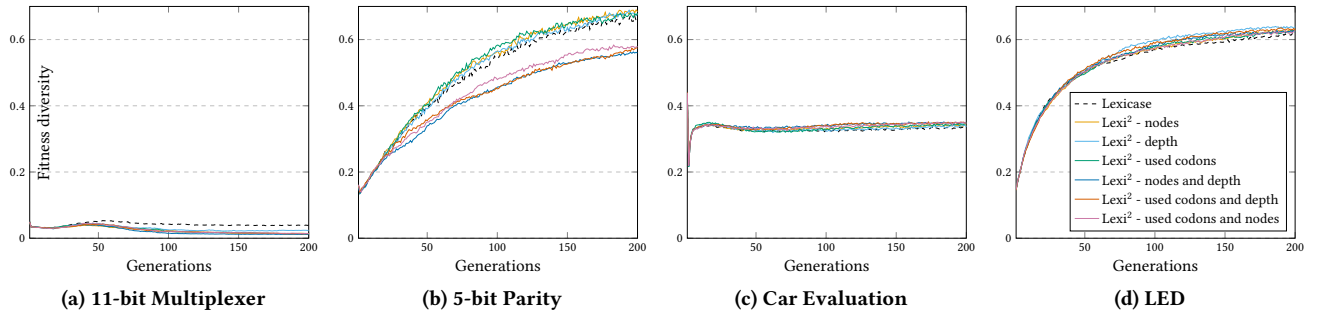 Fitness diversity
0.6
0.4
0.2
0
50 100 150 200
Generations
(a) 11-bit Multiplexer
0.6
0.4
0.2
0
50 100 150 200
Generations
(b) 5-bit Parity
0.6
0.4
0.2
0
50 100 150 200
Generations
(c) Car Evaluation
0.6
0.4
0.2
0
50 100 150 200
Generations
Lexicase
Lexi² - nodes
Lexi² - depth
Lexi² - used codons
Lexi² - nodes and depth
Lexi² - used codons and depth
Lexi² - used codons and nodes
(d) LED